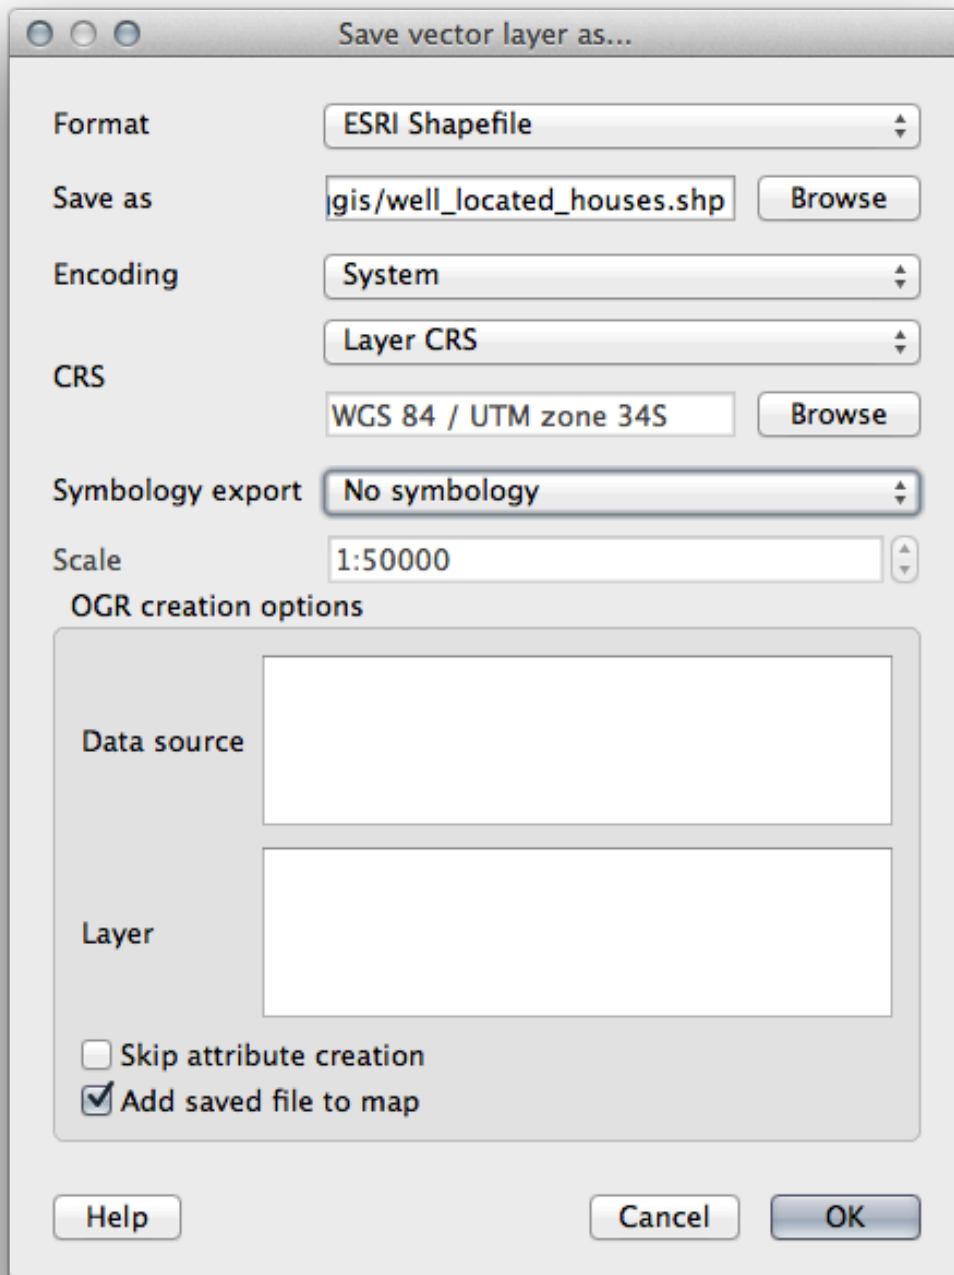 Save vector layer as...
Format ESRI Shapefile
Save as gis/well_located_houses.shp Browse
Encoding System
Layer CRS
CRS
WGS 84 / UTM zone 34S Browse
Symbology export No symbology
Scale 1:50000
OGR creation options
Data source
Layer
Skip attribute creation
Add saved file to map
Help Cancel OK